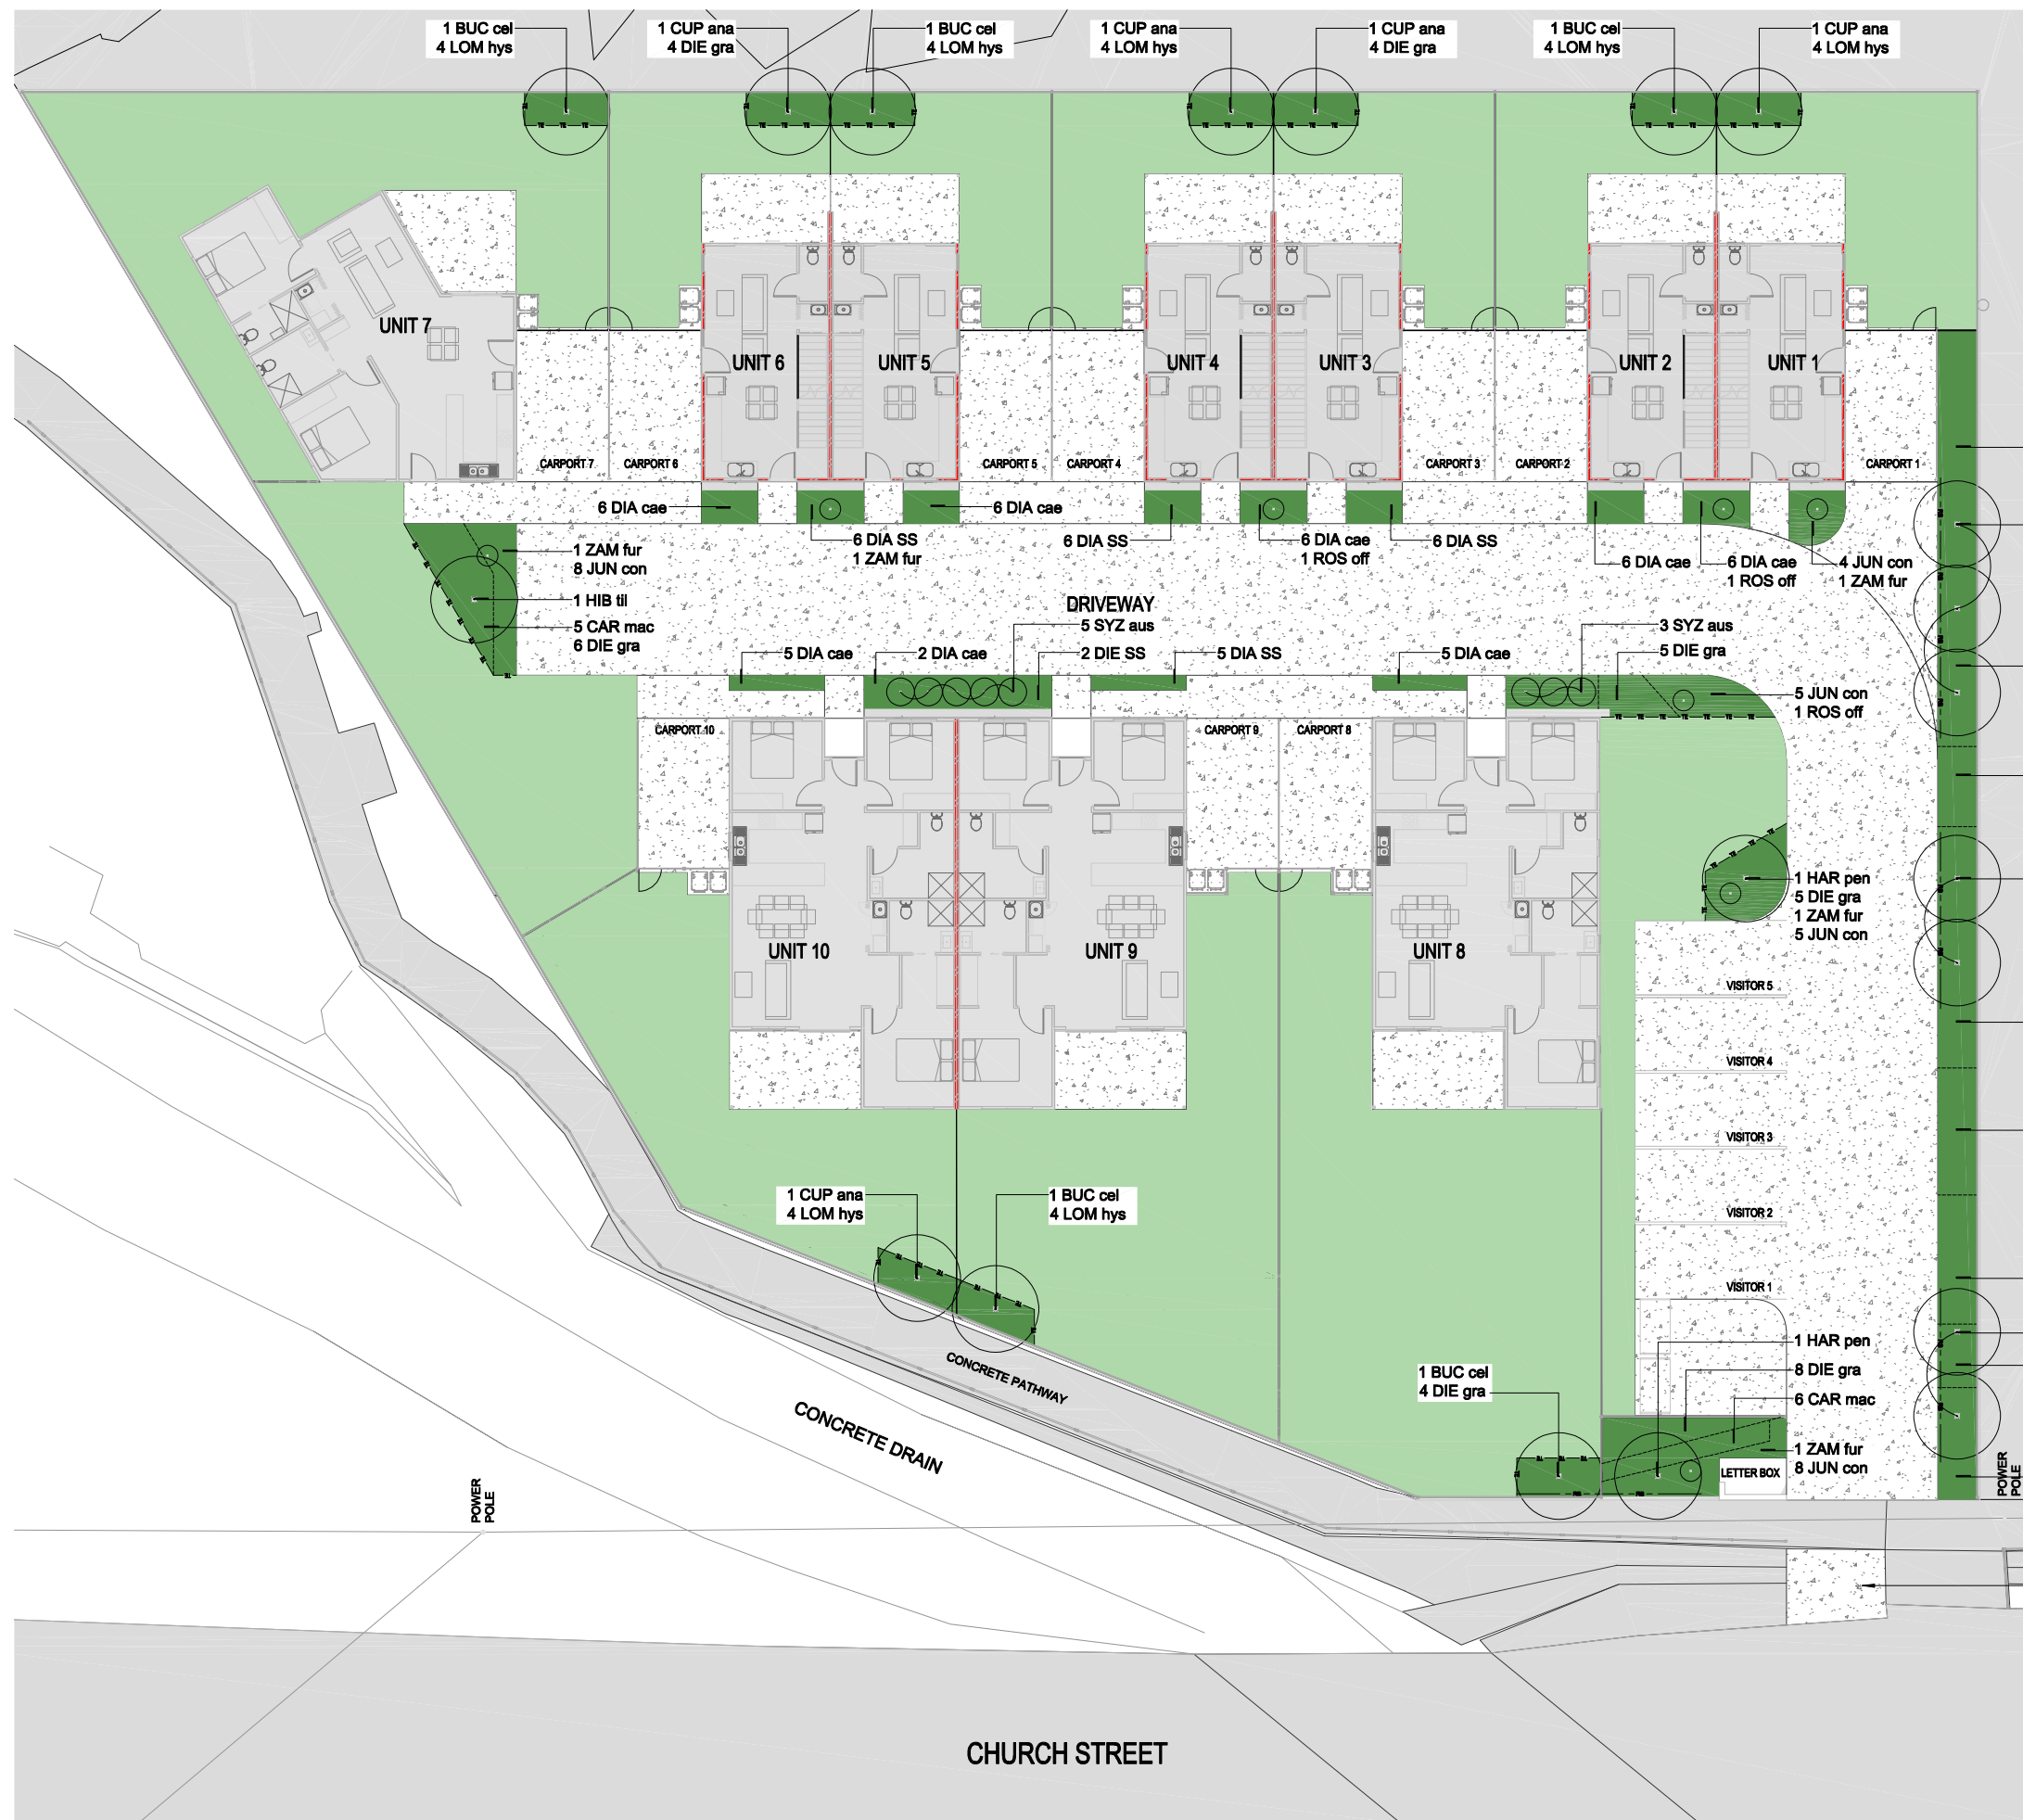 1 BUC cel
4 LOM hys
1 CUP ana
4 DIE gra
1 BUC cel
4 LOM hys
1 CUP ana
4 LOM hys
1 CUP ana
4 DIE gra
1 BUC cel
4 LOM hys
1 CUP ana
4 LOM hys
UNIT 7
UNIT 6
UNIT 5
UNIT 4
UNIT 3
UNIT 2
UNIT 1
CARPORT 7
CARPORT 6
CARPORT 5
CARPORT 4
CARPORT 3
CARPORT 2
CARPORT 1
6 DIA cae
6 DIA SS
1 ZAM fur
6 DIA cae
6 DIA SS
6 DIA cae
1 ROS off
6 DIA SS
6 DIA cae
6 DIA cae
1 ROS off
4 JUN con
1 ZAM fur
1 ZAM fur
8 JUN con
1 HIB til
5 CAR mac
6 DIE gra
DRIVEWAY
5 SYZ aus
5 DIA cae
2 DIA cae
2 DIE SS
5 DIA SS
5 DIA cae
3 SYZ aus
5 DIE gra
5 JUN con
1 ROS off
CARPORT 10
CARPORT 9
CARPORT 8
1 HAR pen
5 DIE gra
1 ZAM fur
5 JUN con
UNIT 10
UNIT 9
UNIT 8
VISITOR 5
VISITOR 4
VISITOR 3
VISITOR 2
VISITOR 1
1 CUP ana
4 LOM hys
1 BUC cel
4 LOM hys
CONCRETE PATHWAY
CONCRETE DRAIN
1 BUC cel
4 DIE gra
1 HAR pen
8 DIE gra
6 CAR mac
1 ZAM fur
8 JUN con
LETTER BOX
POWER
POLE
POWER
POLE
CHURCH STREET